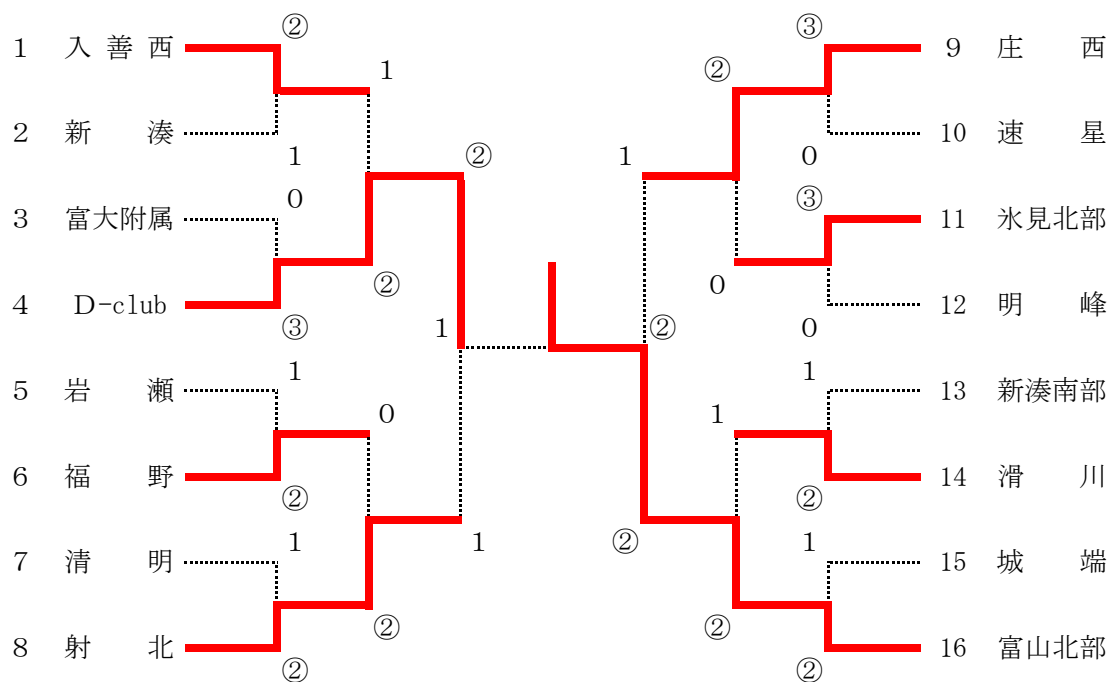 ② ③
1 入善西 9 庄西
1 ②
2 新湊 10 速星
1 ② 1 0
0 ③
3 富大附属 11 氷見北部
② 0
4 D-club 12 明峰
③ 1 ② 0
1 1
5 岩瀬 13 新湊南部
0 1
6 福野 14 滑川
② ②
1 1 ② 1
7 清明 15 城端
② ②
8 射北 16 富山北部
② ②